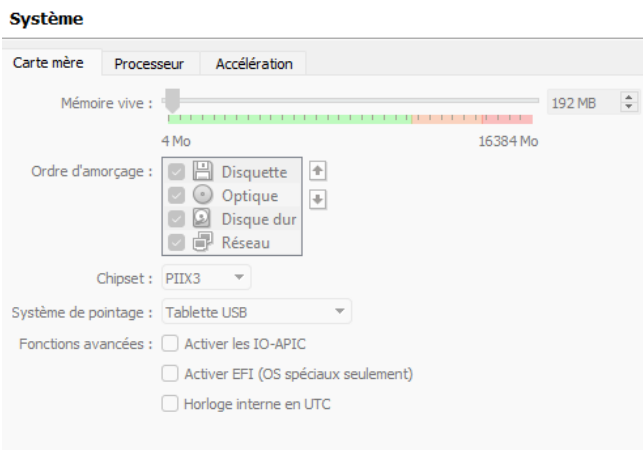 Système
Carte mère Processeur Accélération
Mémoire vive : 192 MB
4 Mo 16384 Mo
Ordre d'amorçage : Disquette
Optique
Disque dur
Réseau
Chipset : PIIX3
Système de pointage : Tablette USB
Fonctions avancées : Activer les IO-APIC
Activer EFI (OS spéciaux seulement)
Horloge interne en UTC